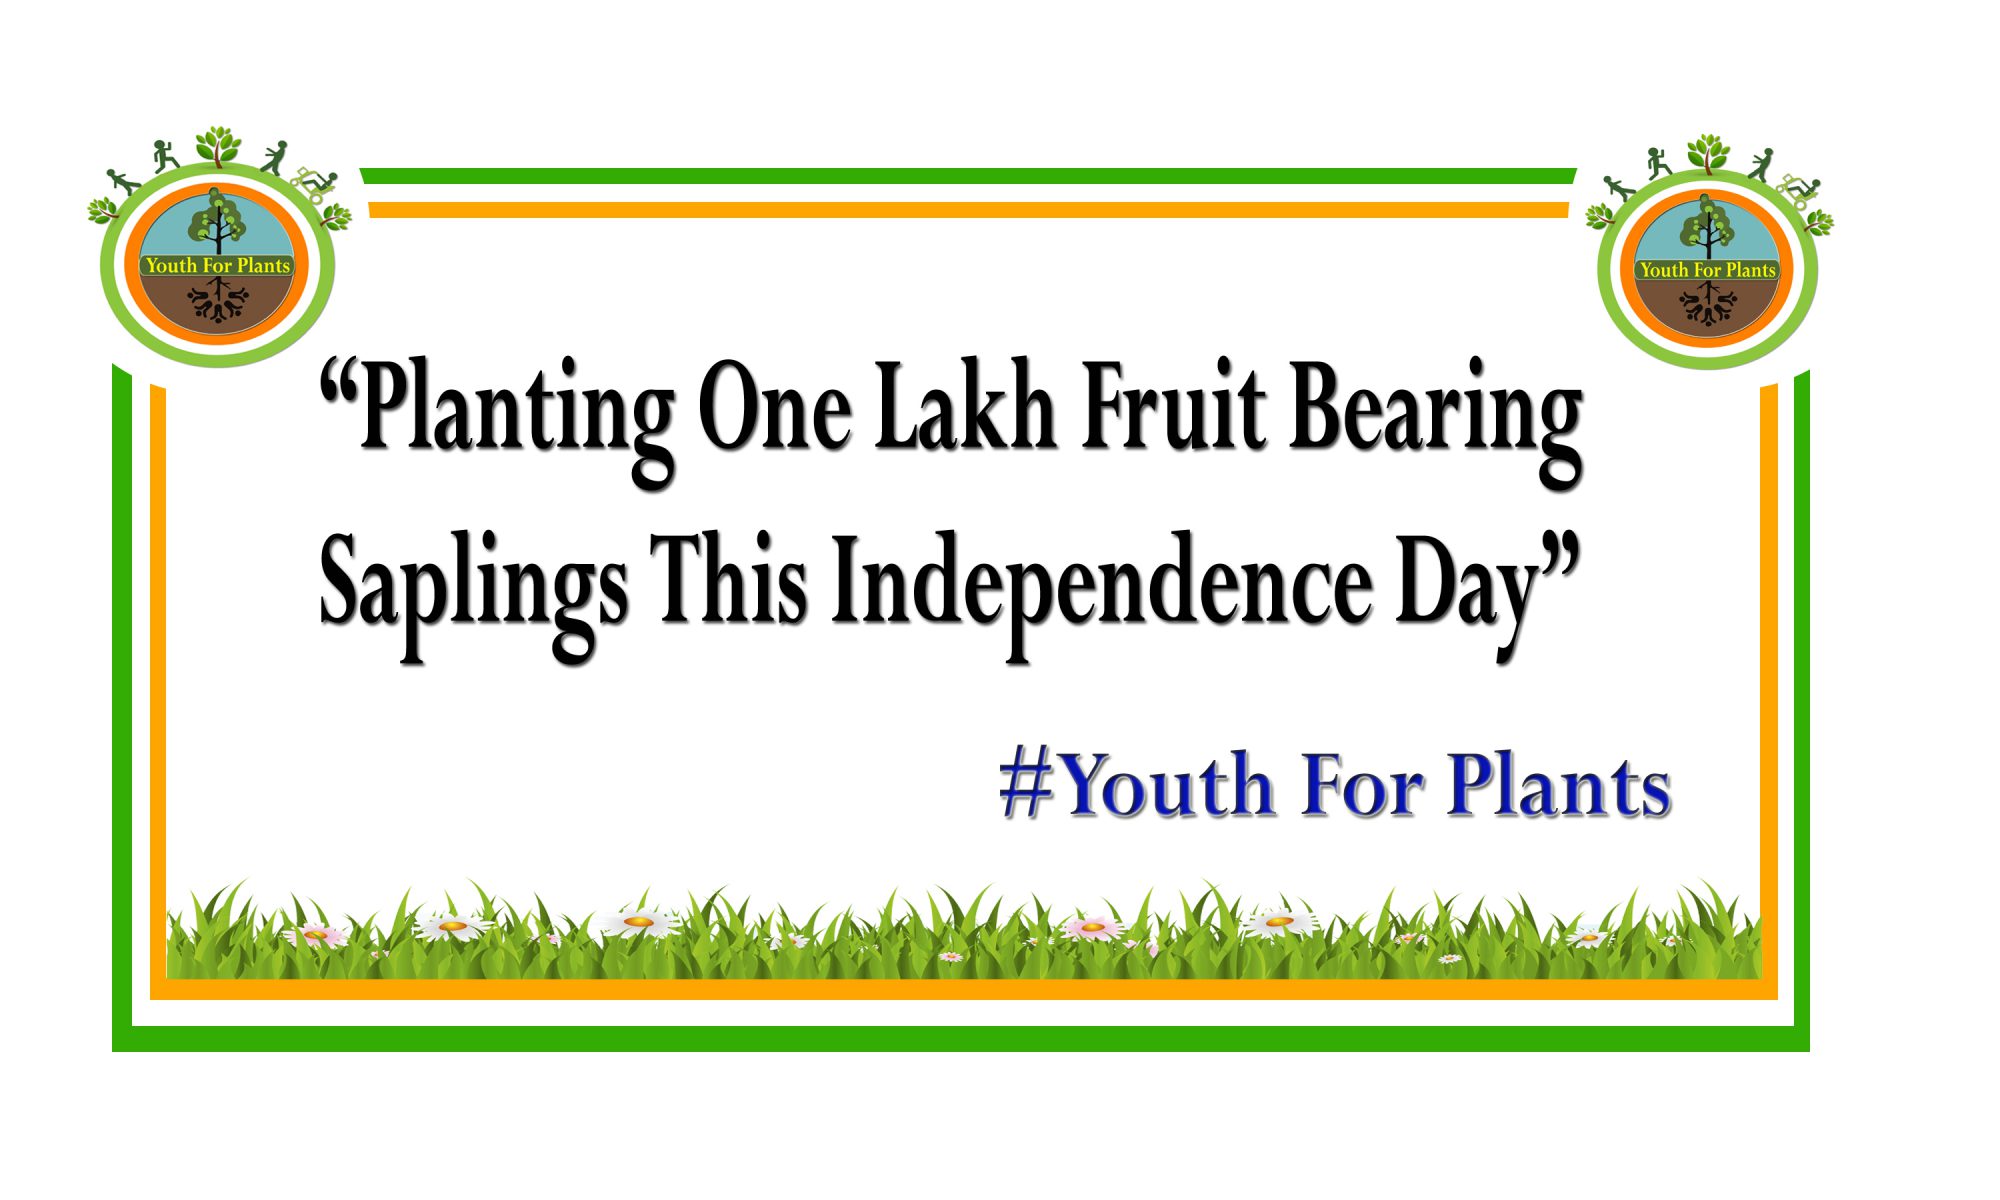 Youth For Plants
Youth For Plants
“Planting One Lakh Fruit Bearing
Saplings This Independence Day”
#Youth For Plants